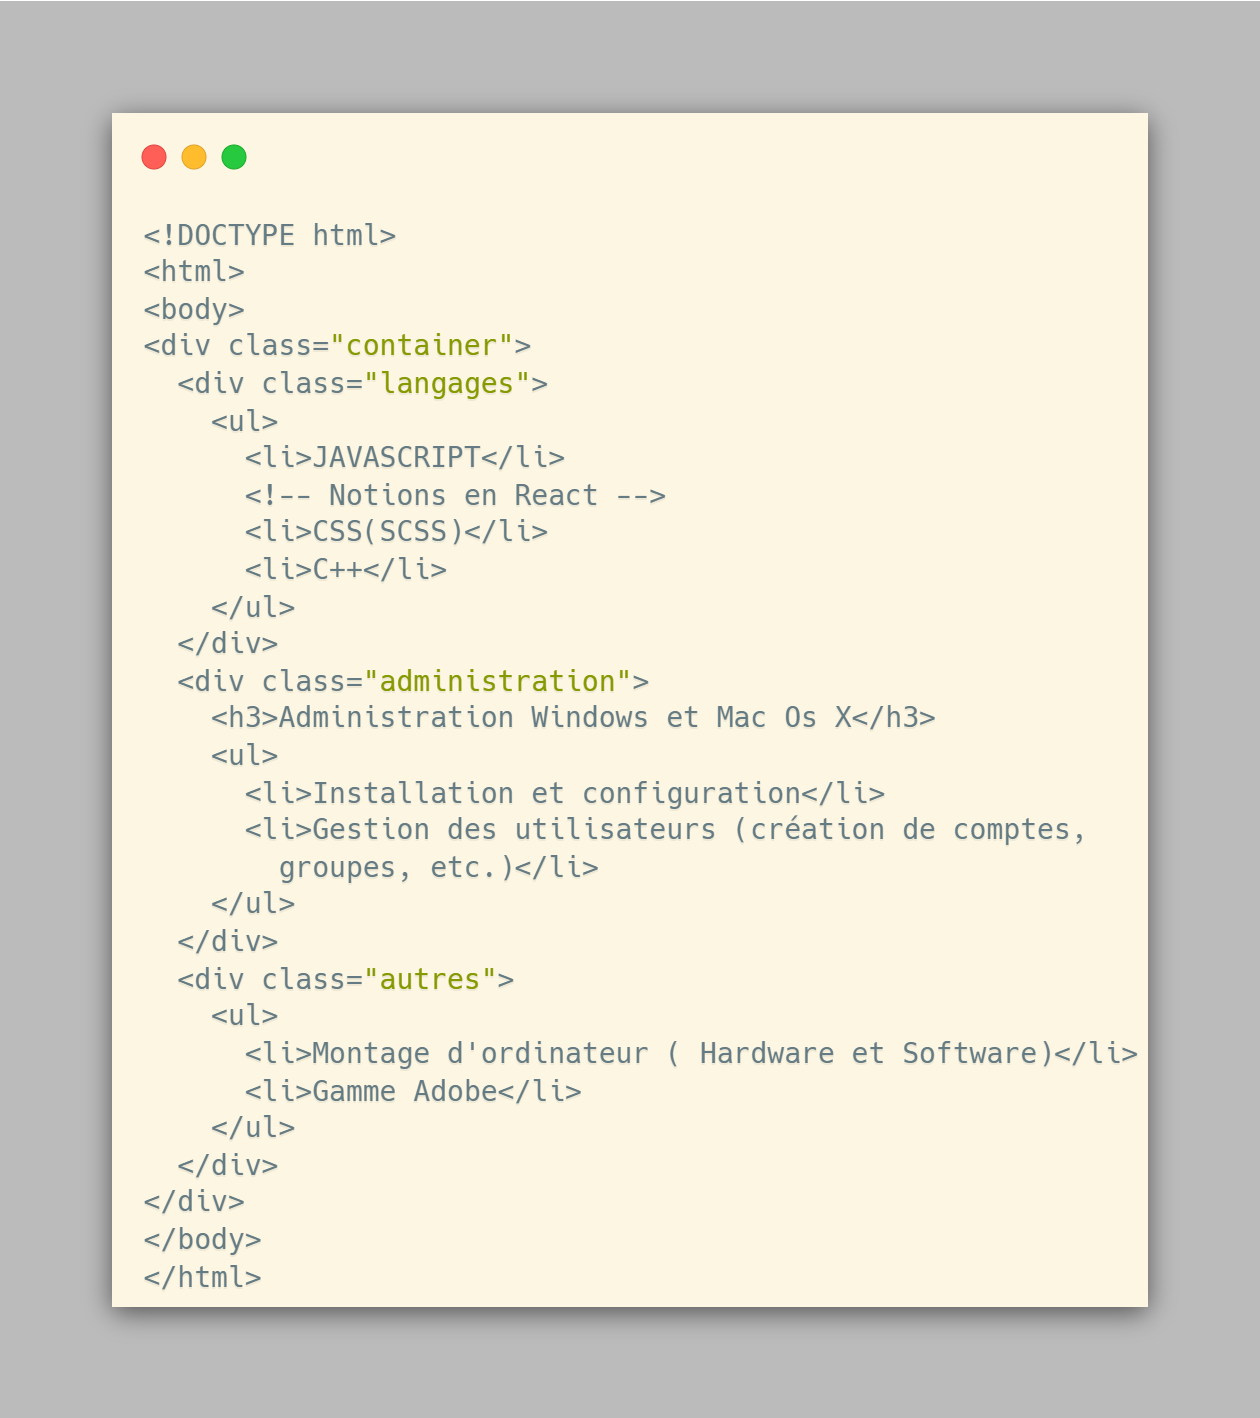 <!DOCTYPE html>
<html>
<body>
<div class="container">
  <div class="langages">
    <ul>
      <li>JAVASCRIPT</li>
      <!-- Notions en React -->
      <li>CSS(SCSS)</li>
      <li>C++</li>
    </ul>
  </div>
  <div class="administration">
    <h3>Administration Windows et Mac Os X</h3>
    <ul>
      <li>Installation et configuration</li>
      <li>Gestion des utilisateurs (création de comptes,
        groupes, etc.)</li>
    </ul>
  </div>
  <div class="autres">
    <ul>
      <li>Montage d'ordinateur ( Hardware et Software)</li>
      <li>Gamme Adobe</li>
    </ul>
  </div>
</div>
</body>
</html>